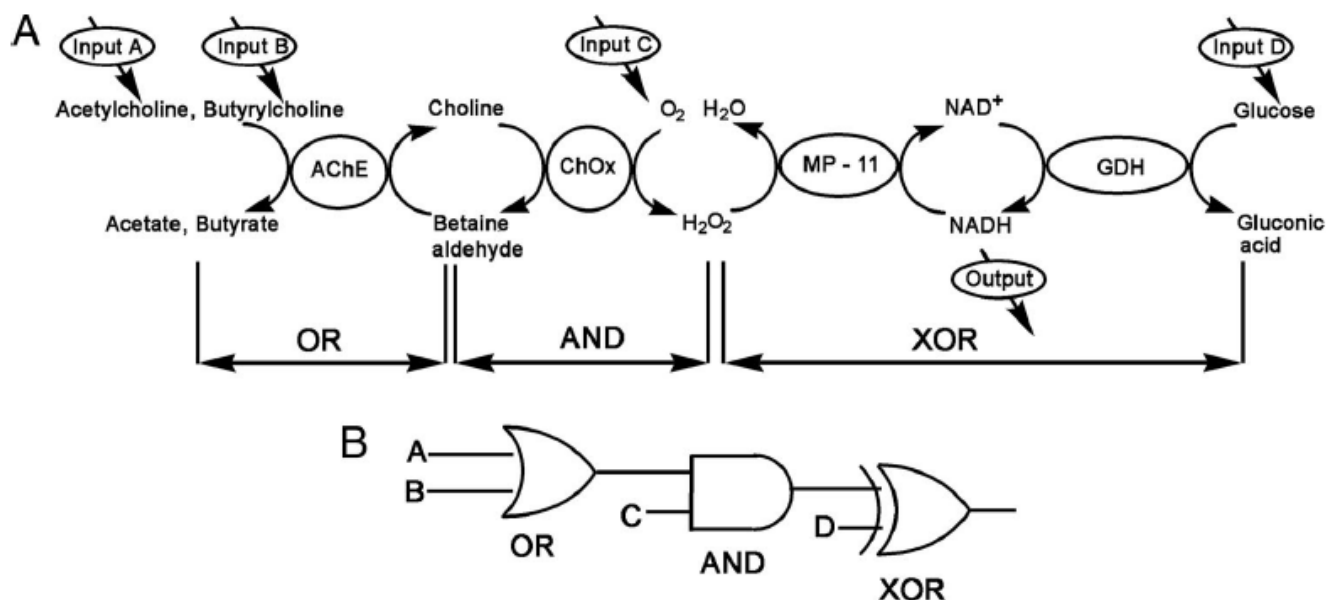 A
Input A Input B Input C Input D
Acetylcholine, Butyrylcholine Choline O2 H2O NAD+ Glucose
AChE ChOx MP - 11 GDH
Acetate, Butyrate Betaine aldehyde H2O2 NADH Gluconic acid
Output
OR AND XOR
B
A
B
C
D
OR
AND
XOR